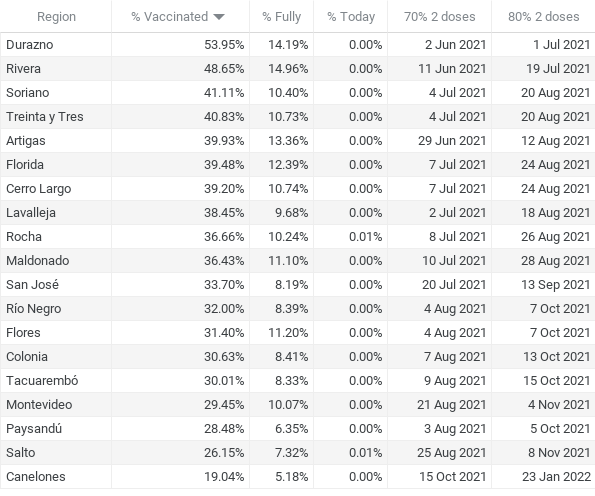 Region % Vaccinated % Fully % Today 70% 2 doses 80% 2 doses
Durazno 53.95% 14.19% 0.00% 2 Jun 2021 1 Jul 2021
Rivera 48.65% 14.96% 0.00% 11 Jun 2021 19 Jul 2021
Soriano 41.11% 10.40% 0.00% 4 Jul 2021 20 Aug 2021
Treinta y Tres 40.83% 10.73% 0.00% 4 Jul 2021 20 Aug 2021
Artigas 39.93% 13.36% 0.00% 29 Jun 2021 12 Aug 2021
Florida 39.48% 12.39% 0.00% 7 Jul 2021 24 Aug 2021
Cerro Largo 39.20% 10.74% 0.00% 7 Jul 2021 24 Aug 2021
Lavalleja 38.45% 9.68% 0.00% 2 Jul 2021 18 Aug 2021
Rocha 36.66% 10.24% 0.01% 8 Jul 2021 26 Aug 2021
Maldonado 36.43% 11.10% 0.00% 10 Jul 2021 28 Aug 2021
San José 33.70% 8.19% 0.00% 20 Jul 2021 13 Sep 2021
Río Negro 32.00% 8.39% 0.00% 4 Aug 2021 7 Oct 2021
Flores 31.40% 11.20% 0.00% 4 Aug 2021 7 Oct 2021
Colonia 30.63% 8.41% 0.00% 7 Aug 2021 13 Oct 2021
Tacuarembó 30.01% 8.33% 0.00% 9 Aug 2021 15 Oct 2021
Montevideo 29.45% 10.07% 0.00% 21 Aug 2021 4 Nov 2021
Paysandú 28.48% 6.35% 0.00% 3 Aug 2021 5 Oct 2021
Salto 26.15% 7.32% 0.01% 25 Aug 2021 8 Nov 2021
Canelones 19.04% 5.18% 0.00% 15 Oct 2021 23 Jan 2022